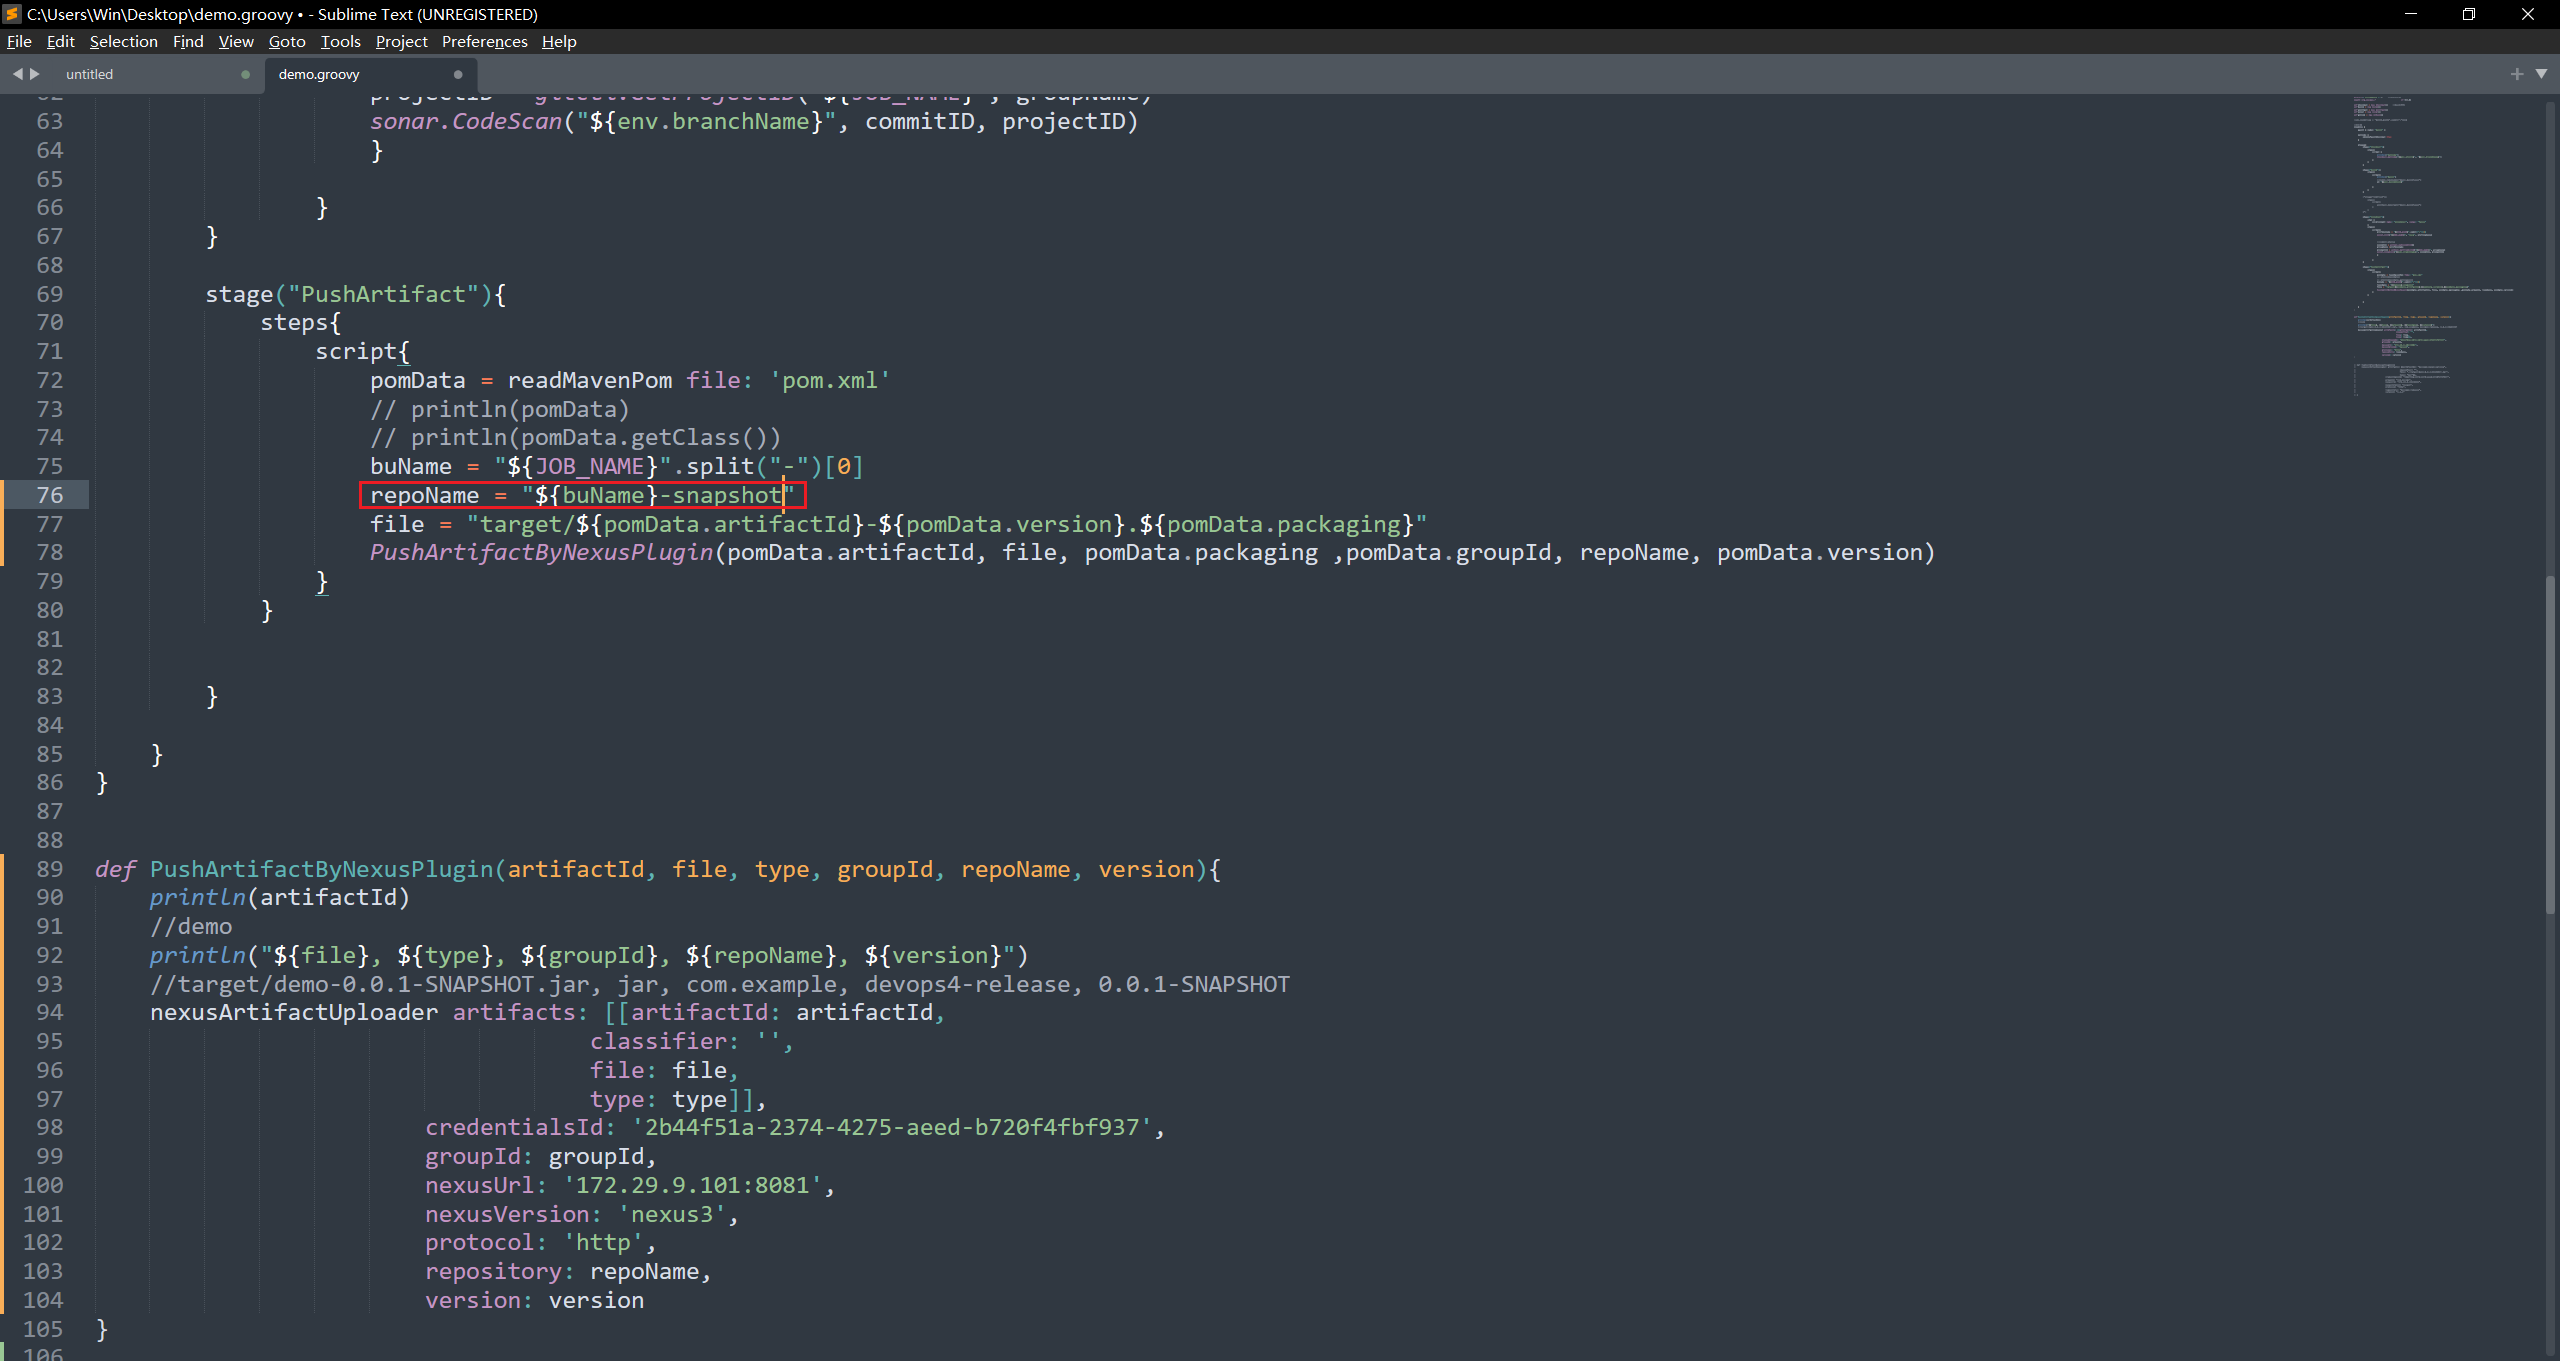 C:\Users\Win\Desktop\demo.groovy • - Sublime Text (UNREGISTERED)
File Edit Selection Find View Goto Tools Project Preferences Help
untitled demo.groovy
63 sonar.CodeScan("${env.branchName}", commitID, projectID)
64 }
65
66 }
67 }
68
69 stage("PushArtifact"){
70 steps{
71 script{
72 pomData = readMavenPom file: 'pom.xml'
73 // println(pomData)
74 // println(pomData.getClass())
75 buName = "${JOB_NAME}".split("-")[0]
76 repoName = "${buName}-snapshot"
77 file = "target/${pomData.artifactId}-${pomData.version}.${pomData.packaging}"
78 PushArtifactByNexusPlugin(pomData.artifactId, file, pomData.packaging ,pomData.groupId, repoName, pomData.version)
79 }
80 }
81
82
83 }
84
85 }
86 }
87
88
89 def PushArtifactByNexusPlugin(artifactId, file, type, groupId, repoName, version){
90 println(artifactId)
91 //demo
92 println("${file}, ${type}, ${groupId}, ${repoName}, ${version}")
93 //target/demo-0.0.1-SNAPSHOT.jar, jar, com.example, devops4-release, 0.0.1-SNAPSHOT
94 nexusArtifactUploader artifacts: [[artifactId: artifactId,
95 classifier: '',
96 file: file,
97 type: type]],
98 credentialsId: '2b44f51a-2374-4275-aeed-b720f4fbf937',
99 groupId: groupId,
100 nexusUrl: '172.29.9.101:8081',
101 nexusVersion: 'nexus3',
102 protocol: 'http',
103 repository: repoName,
104 version: version
105 }
106